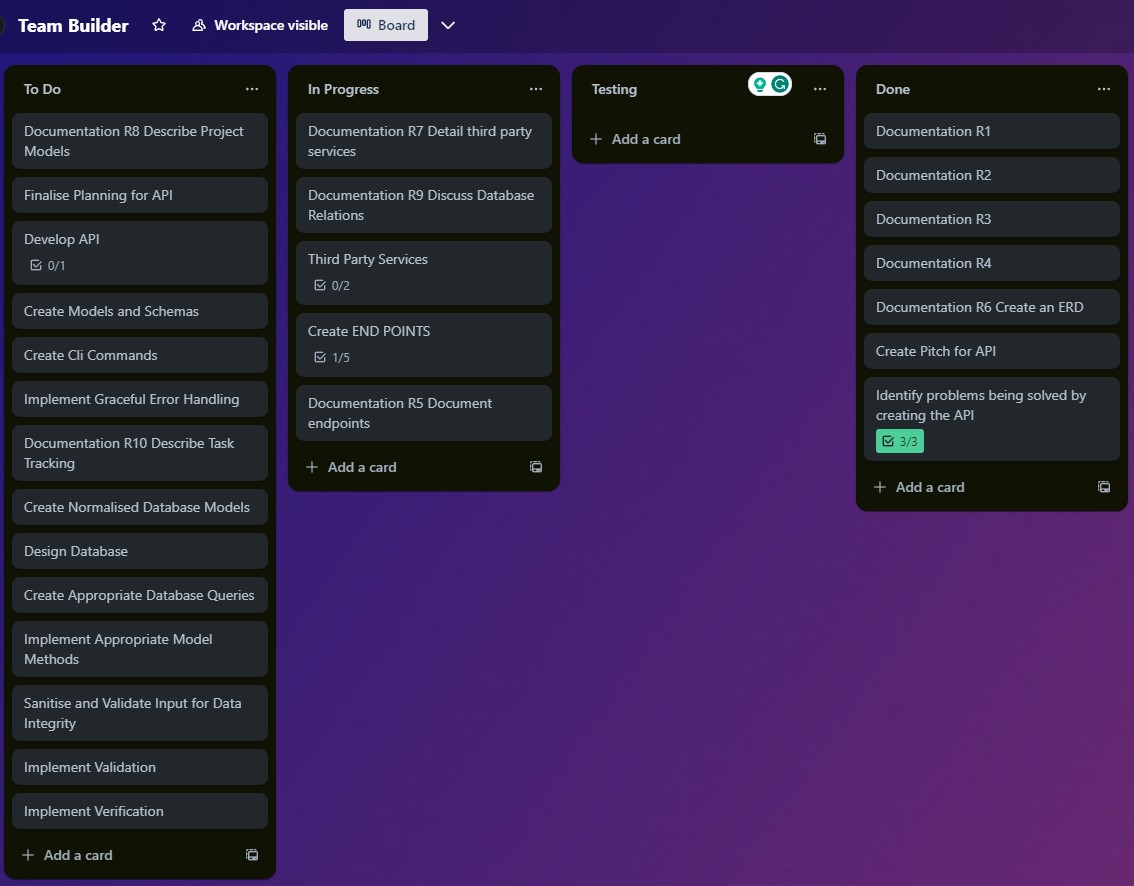 Team Builder
Workspace visible
Board
To Do
Documentation R8 Describe Project
Models
Finalise Planning for API
Develop API
0/1
Create Models and Schemas
Create Cli Commands
Implement Graceful Error Handling
Documentation R10 Describe Task
Tracking
Create Normalised Database Models
Design Database
Create Appropriate Database Queries
Implement Appropriate Model
Methods
Sanitise and Validate Input for Data
Integrity
Implement Validation
Implement Verification
Add a card
In Progress
Documentation R7 Detail third party
services
Documentation R9 Discuss Database
Relations
Third Party Services
0/2
Create END POINTS
1/5
Documentation R5 Document
endpoints
Add a card
Testing
Add a card
Done
Documentation R1
Documentation R2
Documentation R3
Documentation R4
Documentation R6 Create an ERD
Create Pitch for API
Identify problems being solved by
creating the API
3/3
Add a card